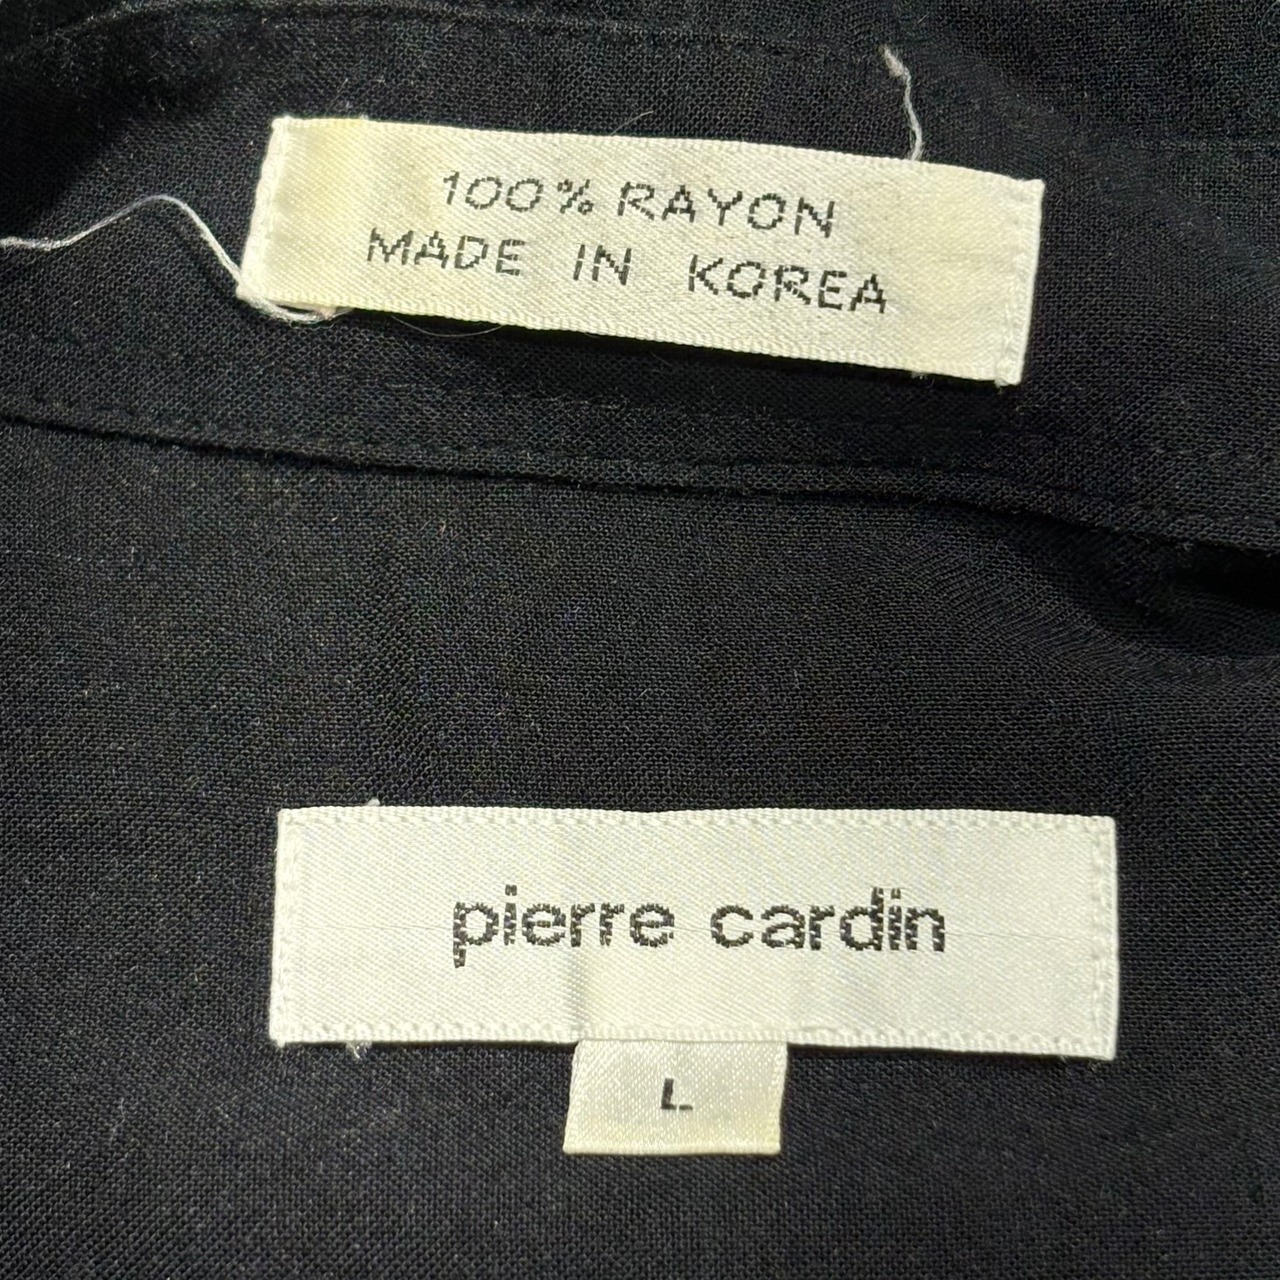 100% RAYON
MADE IN KOREA
pierre cardin
L